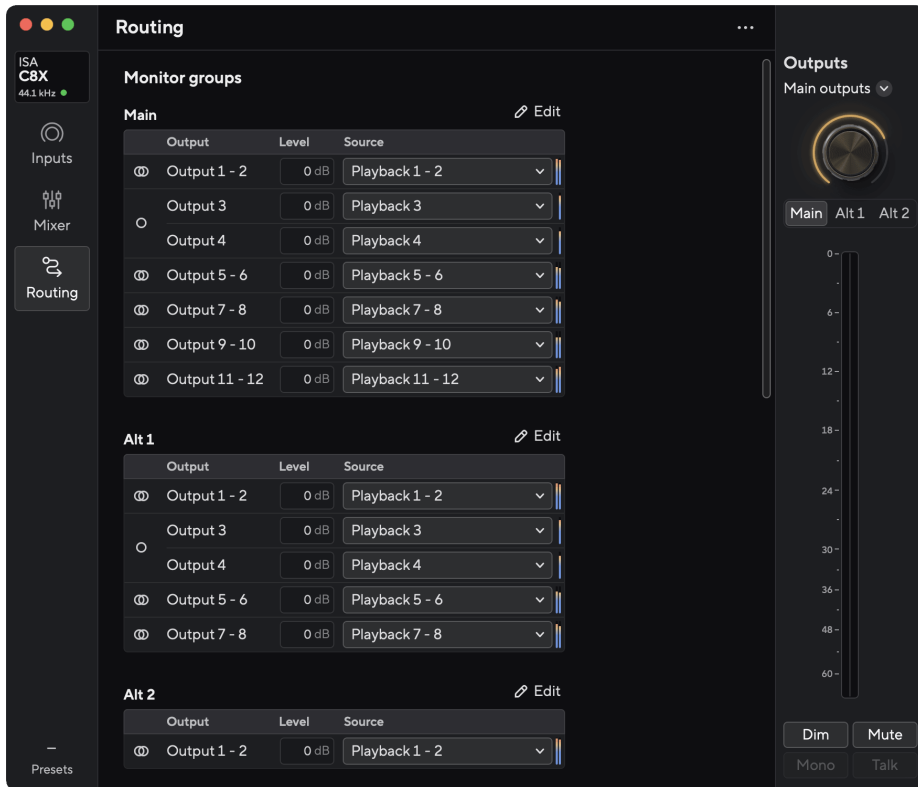 Routing
...
ISA
C8X
44.1 kHz
Inputs
Mixer
Routing
–
Presets
Monitor groups
Main
Edit
Output Level Source
Output 1 - 2 0 dB Playback 1 - 2
Output 3 0 dB Playback 3
Output 4 0 dB Playback 4
Output 5 - 6 0 dB Playback 5 - 6
Output 7 - 8 0 dB Playback 7 - 8
Output 9 - 10 0 dB Playback 9 - 10
Output 11 - 12 0 dB Playback 11 - 12
Alt 1
Edit
Output Level Source
Output 1 - 2 0 dB Playback 1 - 2
Output 3 0 dB Playback 3
Output 4 0 dB Playback 4
Output 5 - 6 0 dB Playback 5 - 6
Output 7 - 8 0 dB Playback 7 - 8
Alt 2
Edit
Output Level Source
Output 1 - 2 0 dB Playback 1 - 2
Outputs
Main outputs
Main Alt 1 Alt 2
0
6
12
18
24
30
36
48
60
Dim Mute
Mono Talk